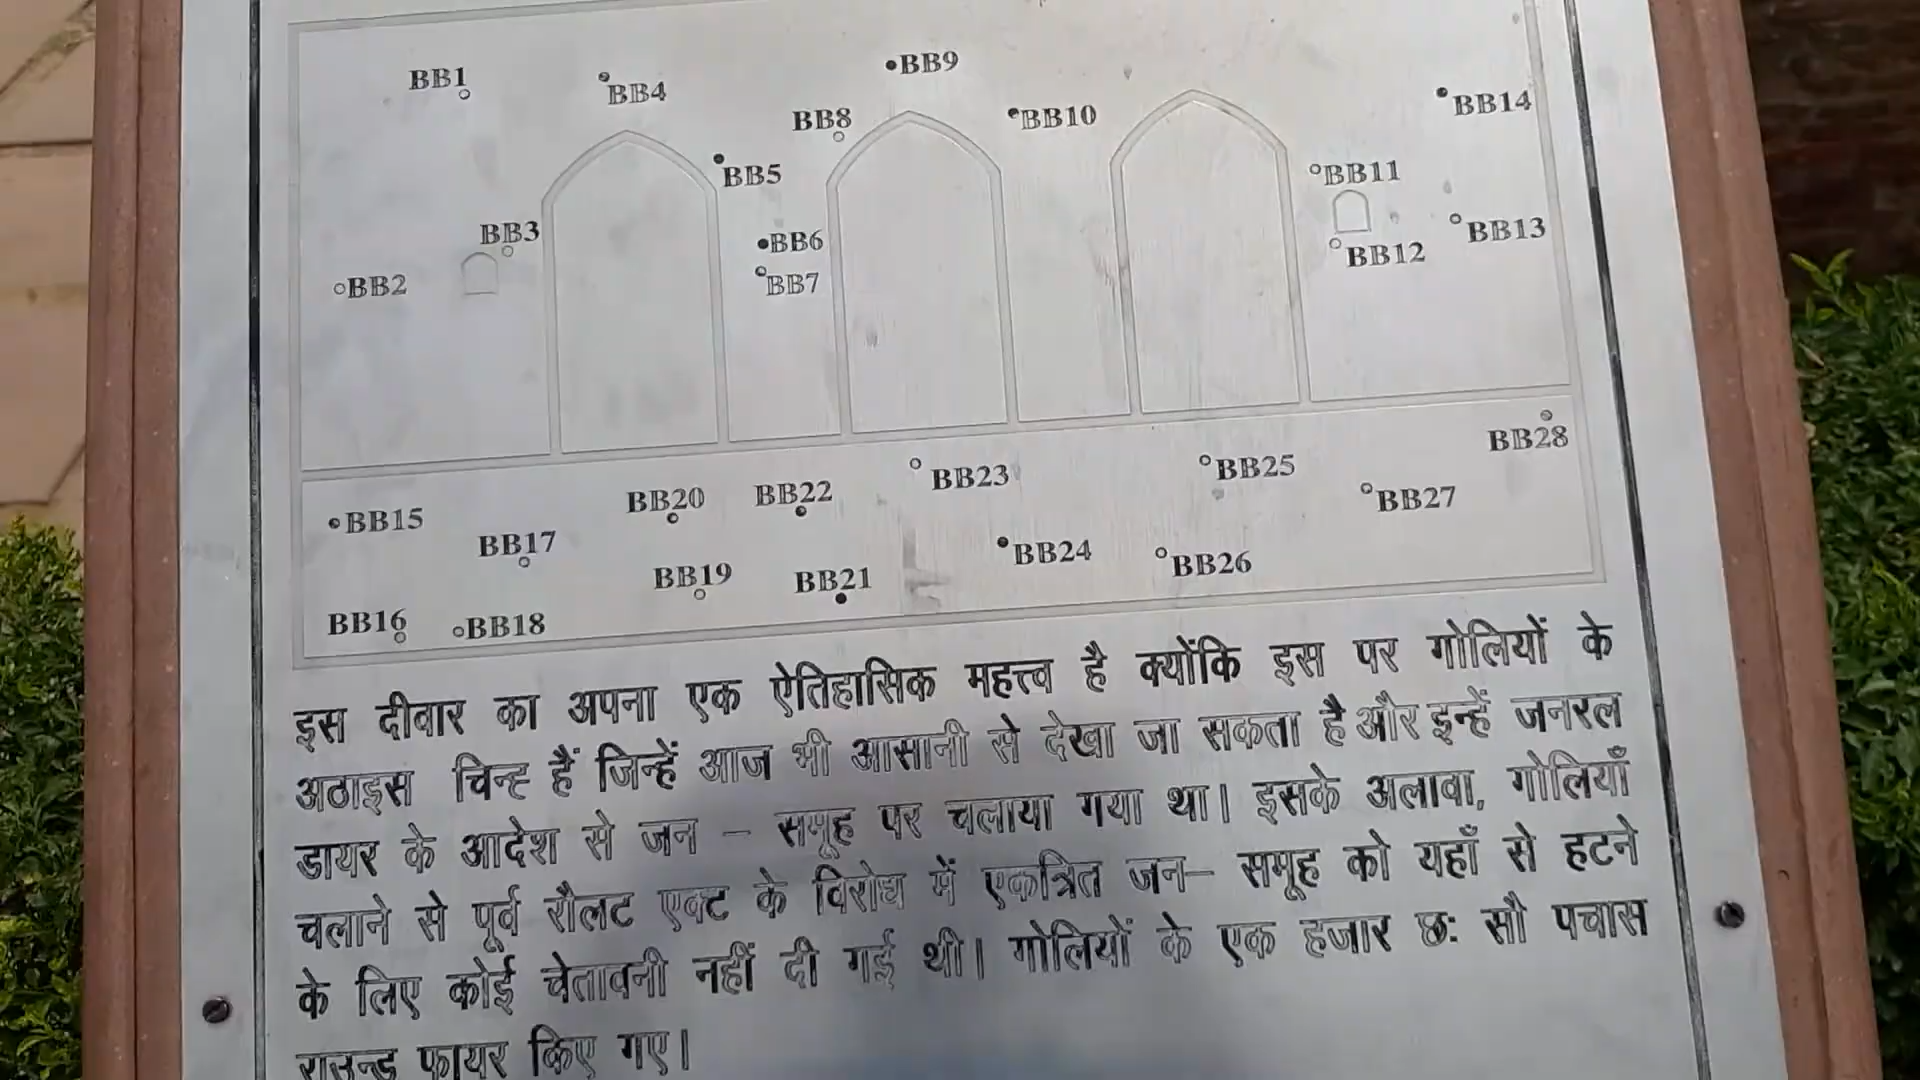 BB1
BB4
BB9
BB8
BB10
BB14
BB5
BB11
BB3
BB6
BB13
BB2
BB7
BB12
BB28
BB20
BB22
BB23
BB25
BB15
BB27
BB17
BB24
BB19
BB21
BB26
BB16
BB18
इस दीवार का अपना एक ऐतिहासिक महत्त्व है क्योंकि इस पर गोलियों के
अठाइस चिन्ह हैं जिन्हें आज भी आसानी से देखा जा सकता है और इन्हें जनरल
डायर के आदेश से जन – समूह पर चलाया गया था। इसके अलावा, गोलियाँ
चलाने से पूर्व रौलट एक्ट के विरोध में एकत्रित जन– समूह को यहाँ से हटने
के लिए कोई चेतावनी नहीं दी गई थी। गोलियों के एक हजार छः सौ पचास
राउन्ड फायर किए गए।